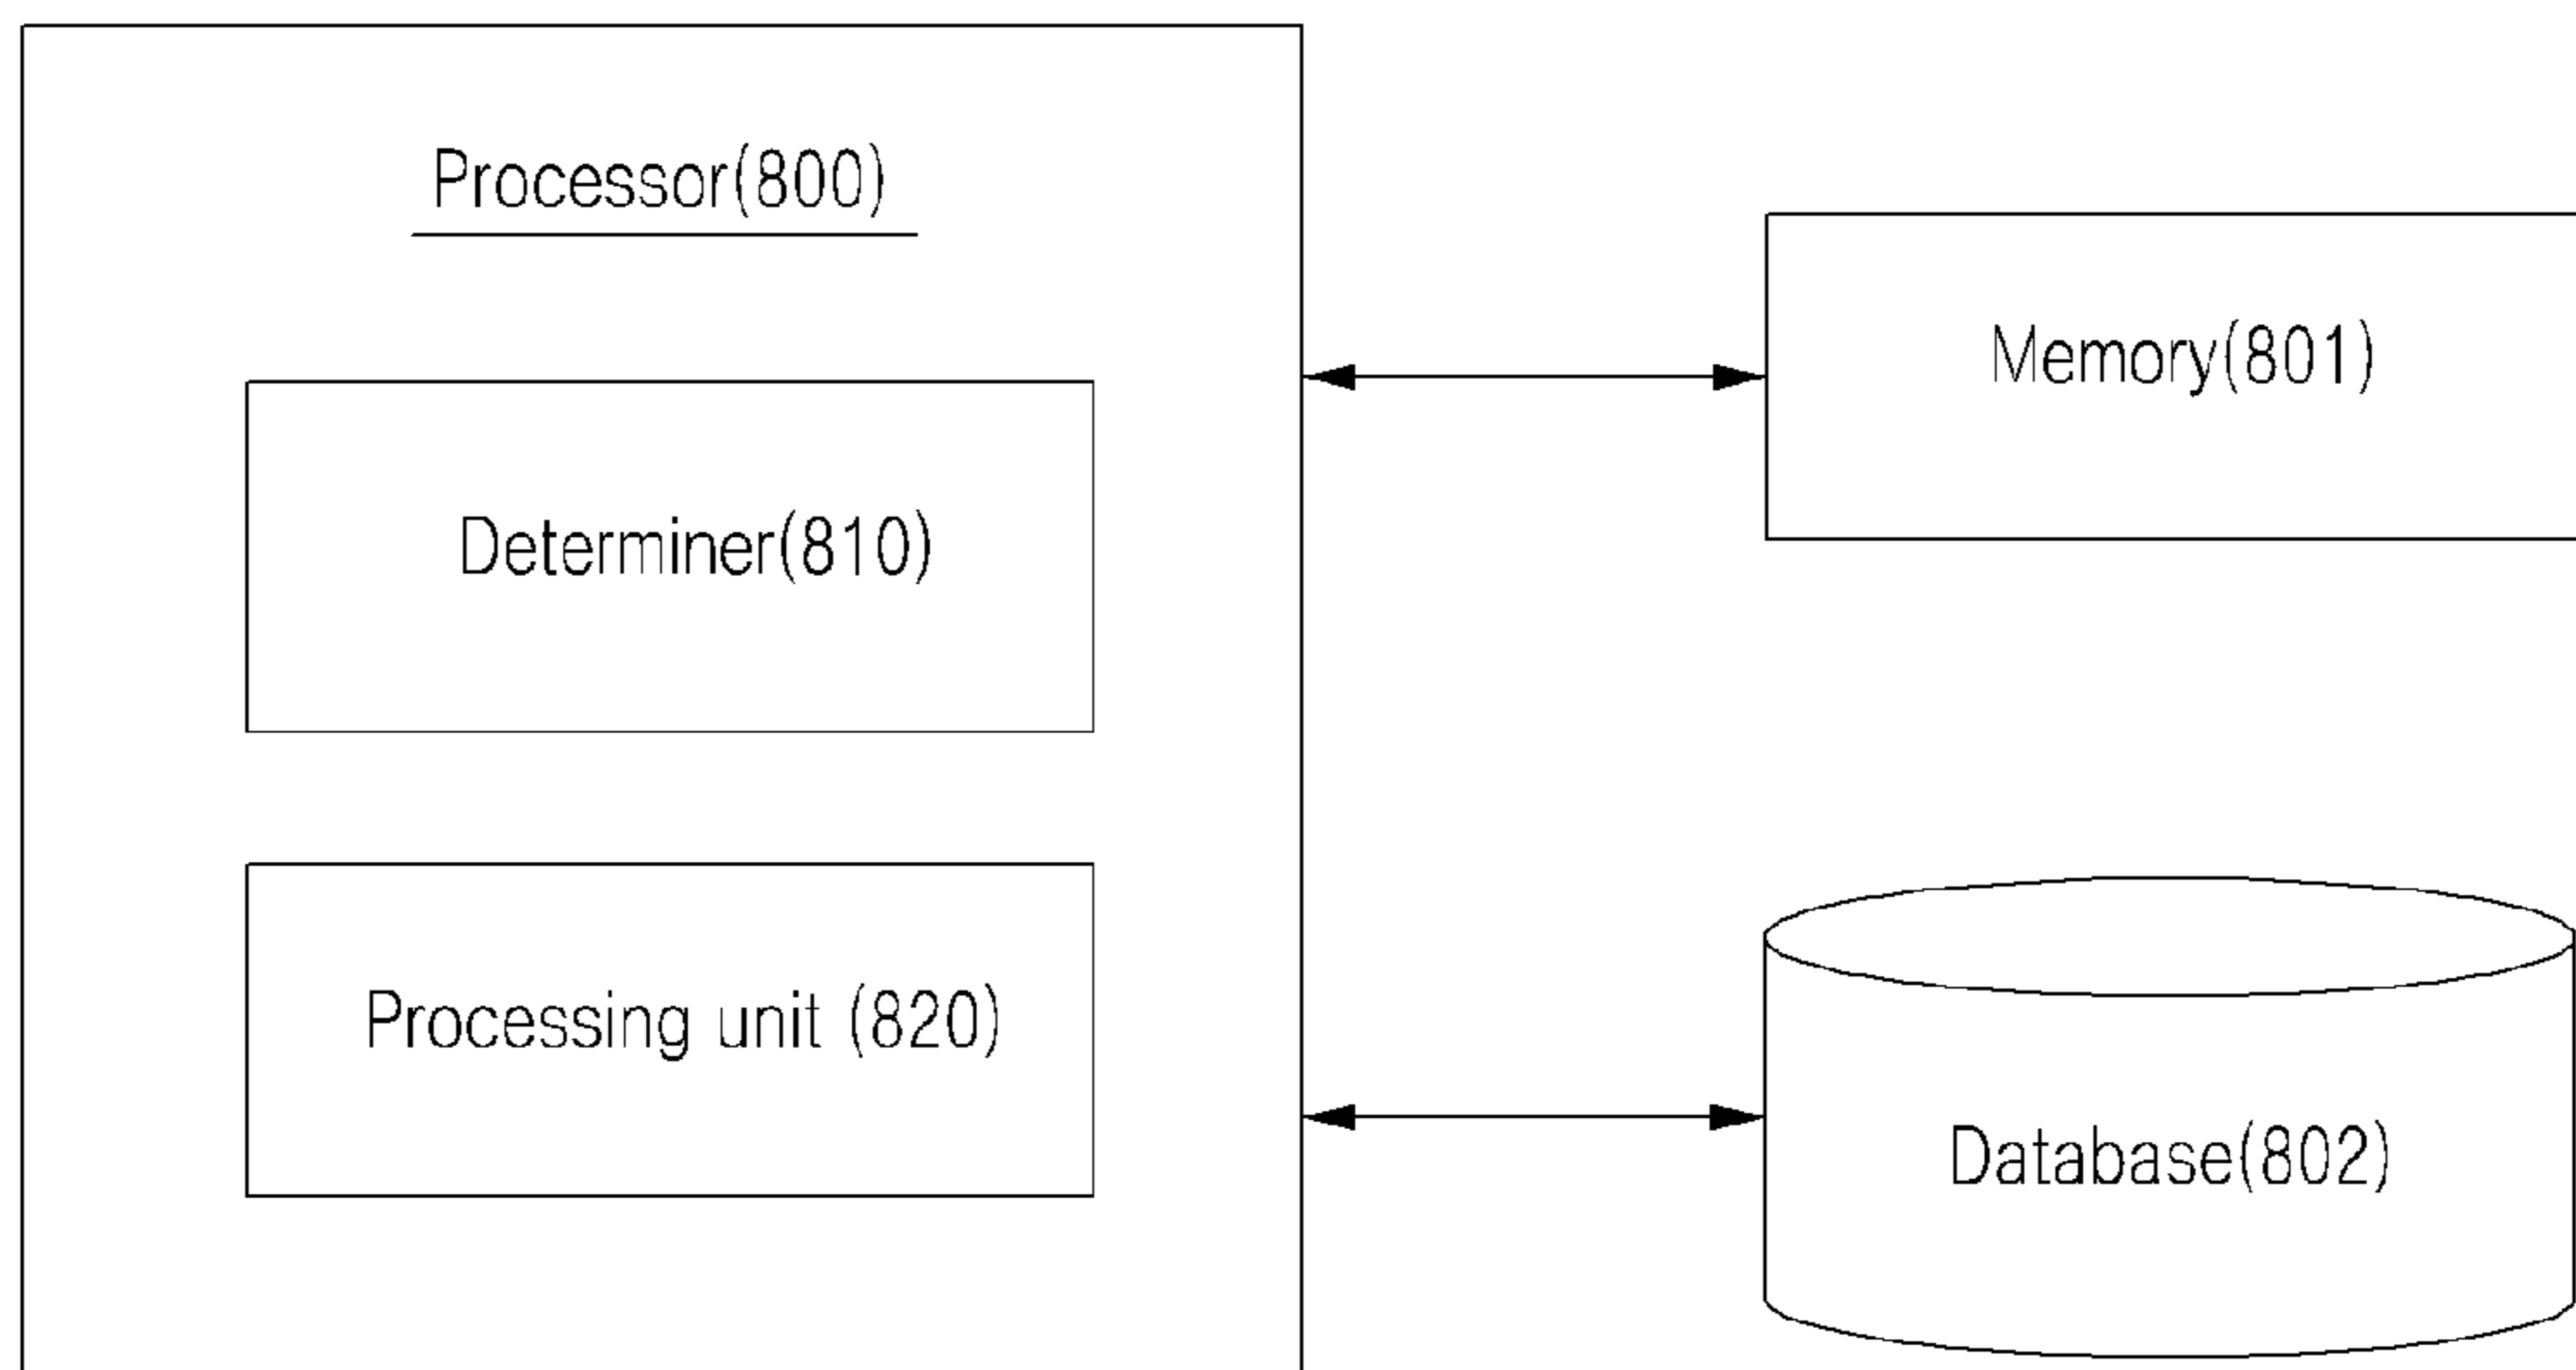 Processor(800)
Determiner(810)
Processing unit (820)
Memory(801)
Database(802)